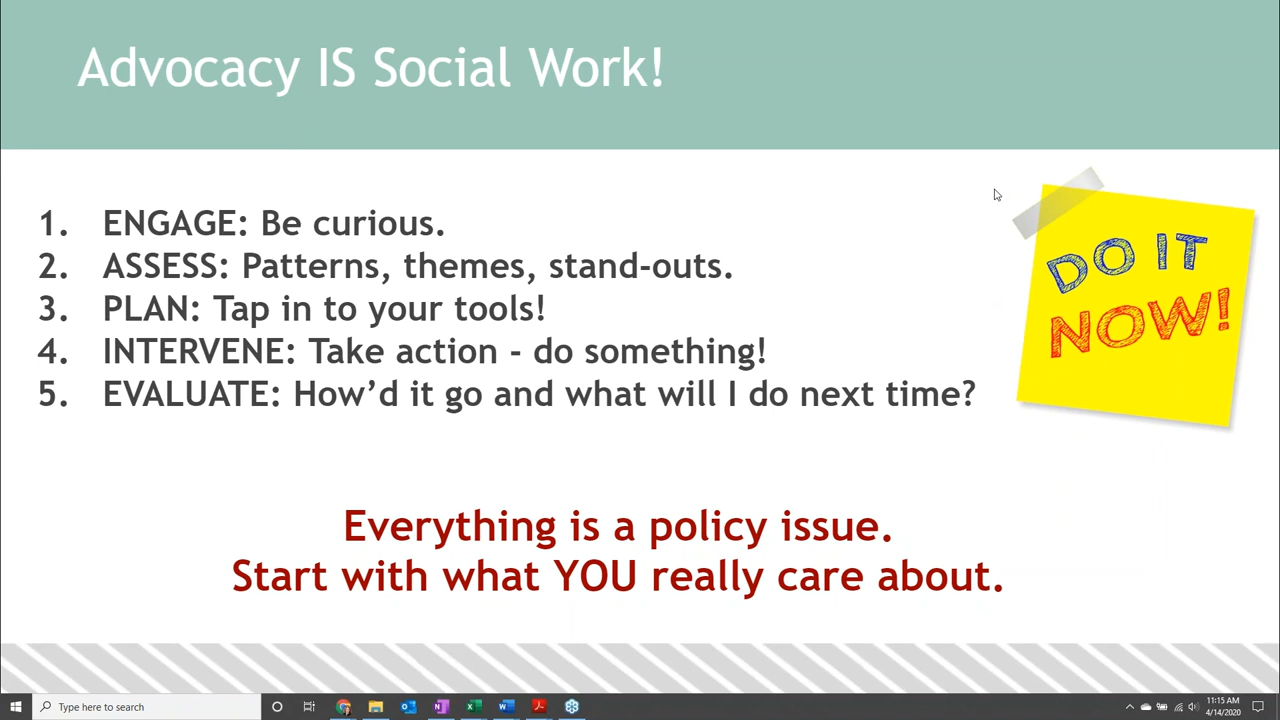 Advocacy IS Social Work!
1. ENGAGE: Be curious.
2. ASSESS: Patterns, themes, stand-outs.
3. PLAN: Tap in to your tools!
4. INTERVENE: Take action - do something!
5. EVALUATE: How’d it go and what will I do next time?
DO IT
NOW!
Everything is a policy issue.
Start with what YOU really care about.
Type here to search
11:15 AM
4/14/2020